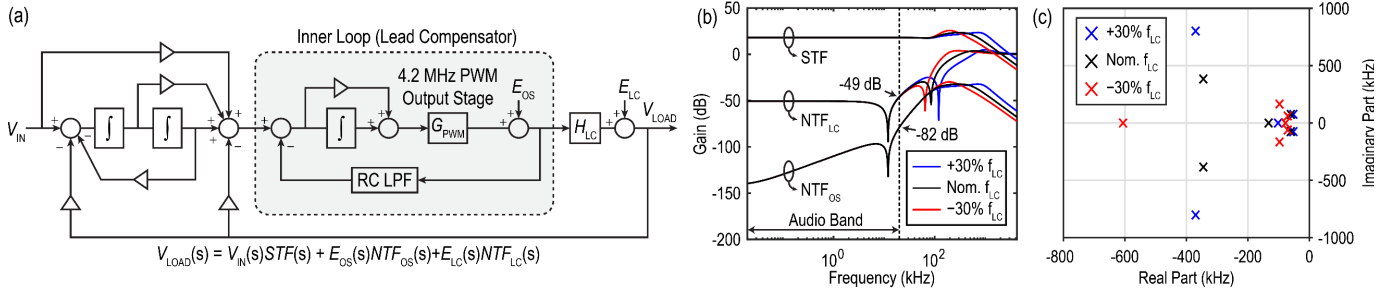 (a)
Inner Loop (Lead Compensator)
4.2 MHz PWM
Output Stage
E_OS
E_LC
V_LOAD
V_IN
∫
∫
∫
G_PWM
H_LC
RC LPF
V_LOAD(s) = V_IN(s)STF(s) + E_OS(s)NTF_OS(s)+E_LC(s)NTF_LC(s)
(b)
50
0
-50
-100
-150
-200
Gain (dB)
STF
NTF_LC
NTF_OS
-49 dB
-82 dB
+30% f_LC
Nom. f_LC
−30% f_LC
Audio Band
10^0
10^1
10^2
10^3
Frequency (kHz)
(c)
+30% f_LC
Nom. f_LC
−30% f_LC
1000
500
0
-500
-1000
Imaginary Part (kHz)
-800
-600
-400
-200
0
Real Part (kHz)